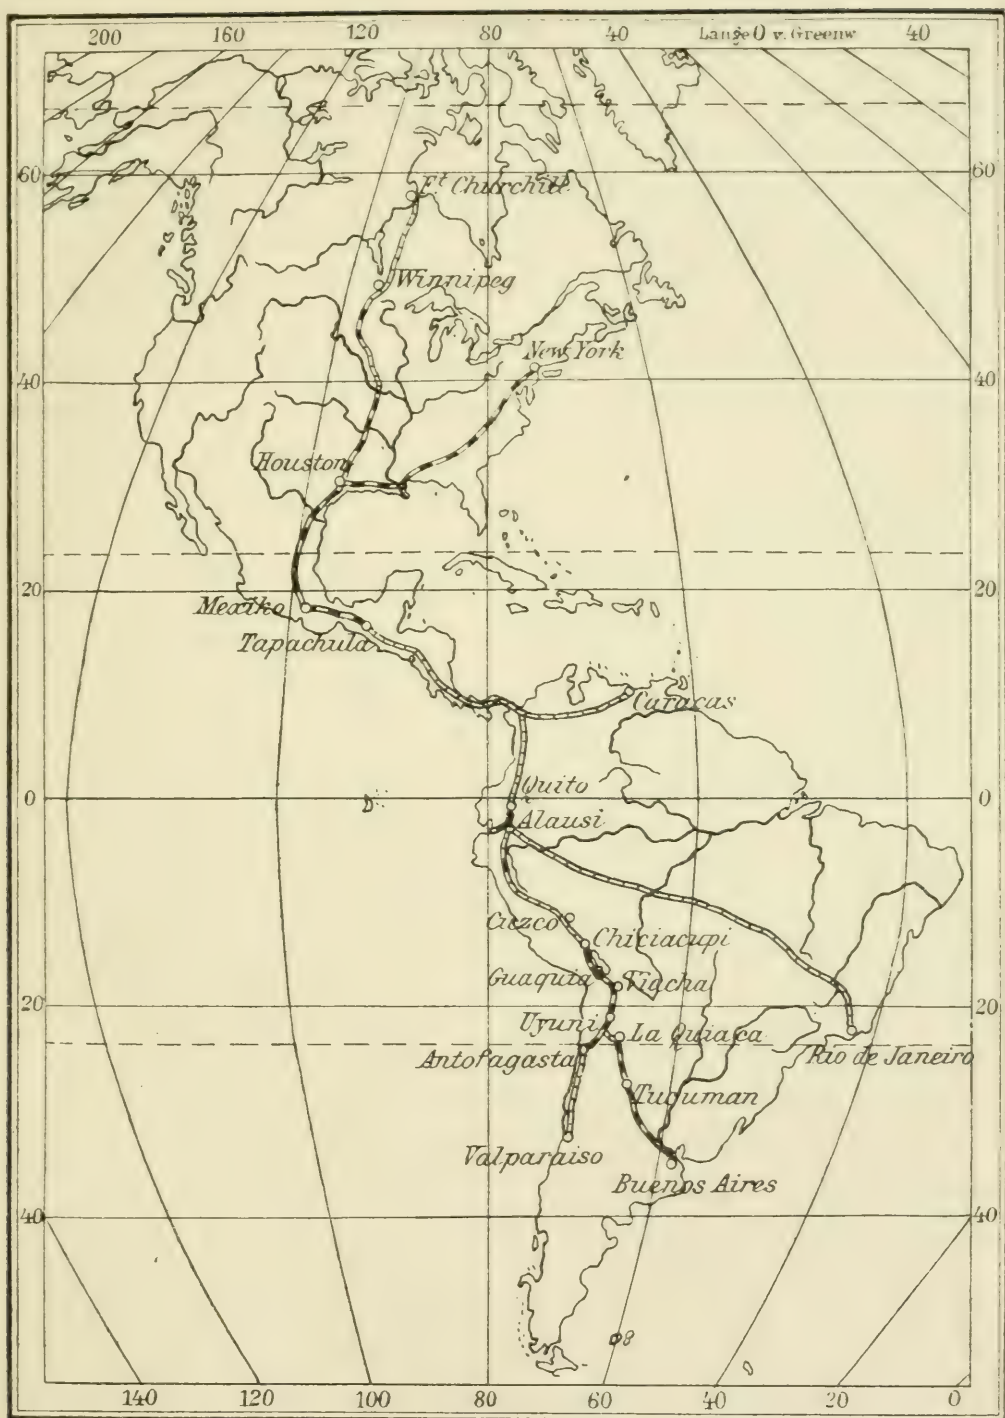 200 160 120 80 40 Länge 0 v. Greenw 40
60 60
Ft Churchill
Winnipeg
New York
40 40
Houston
20 20
Mexiko
Tapachula
Caracas
Quito
0 0
Alausi
Cuzco
Chiciacupi
Guaquia
Viacha
20 20
Uyuni
La Quiaca
Antofagasta
Rio de Janeiro
Tucuman
Valparaiso
Buenos Aires
40 40
140 120 100 80 60 40 20 0